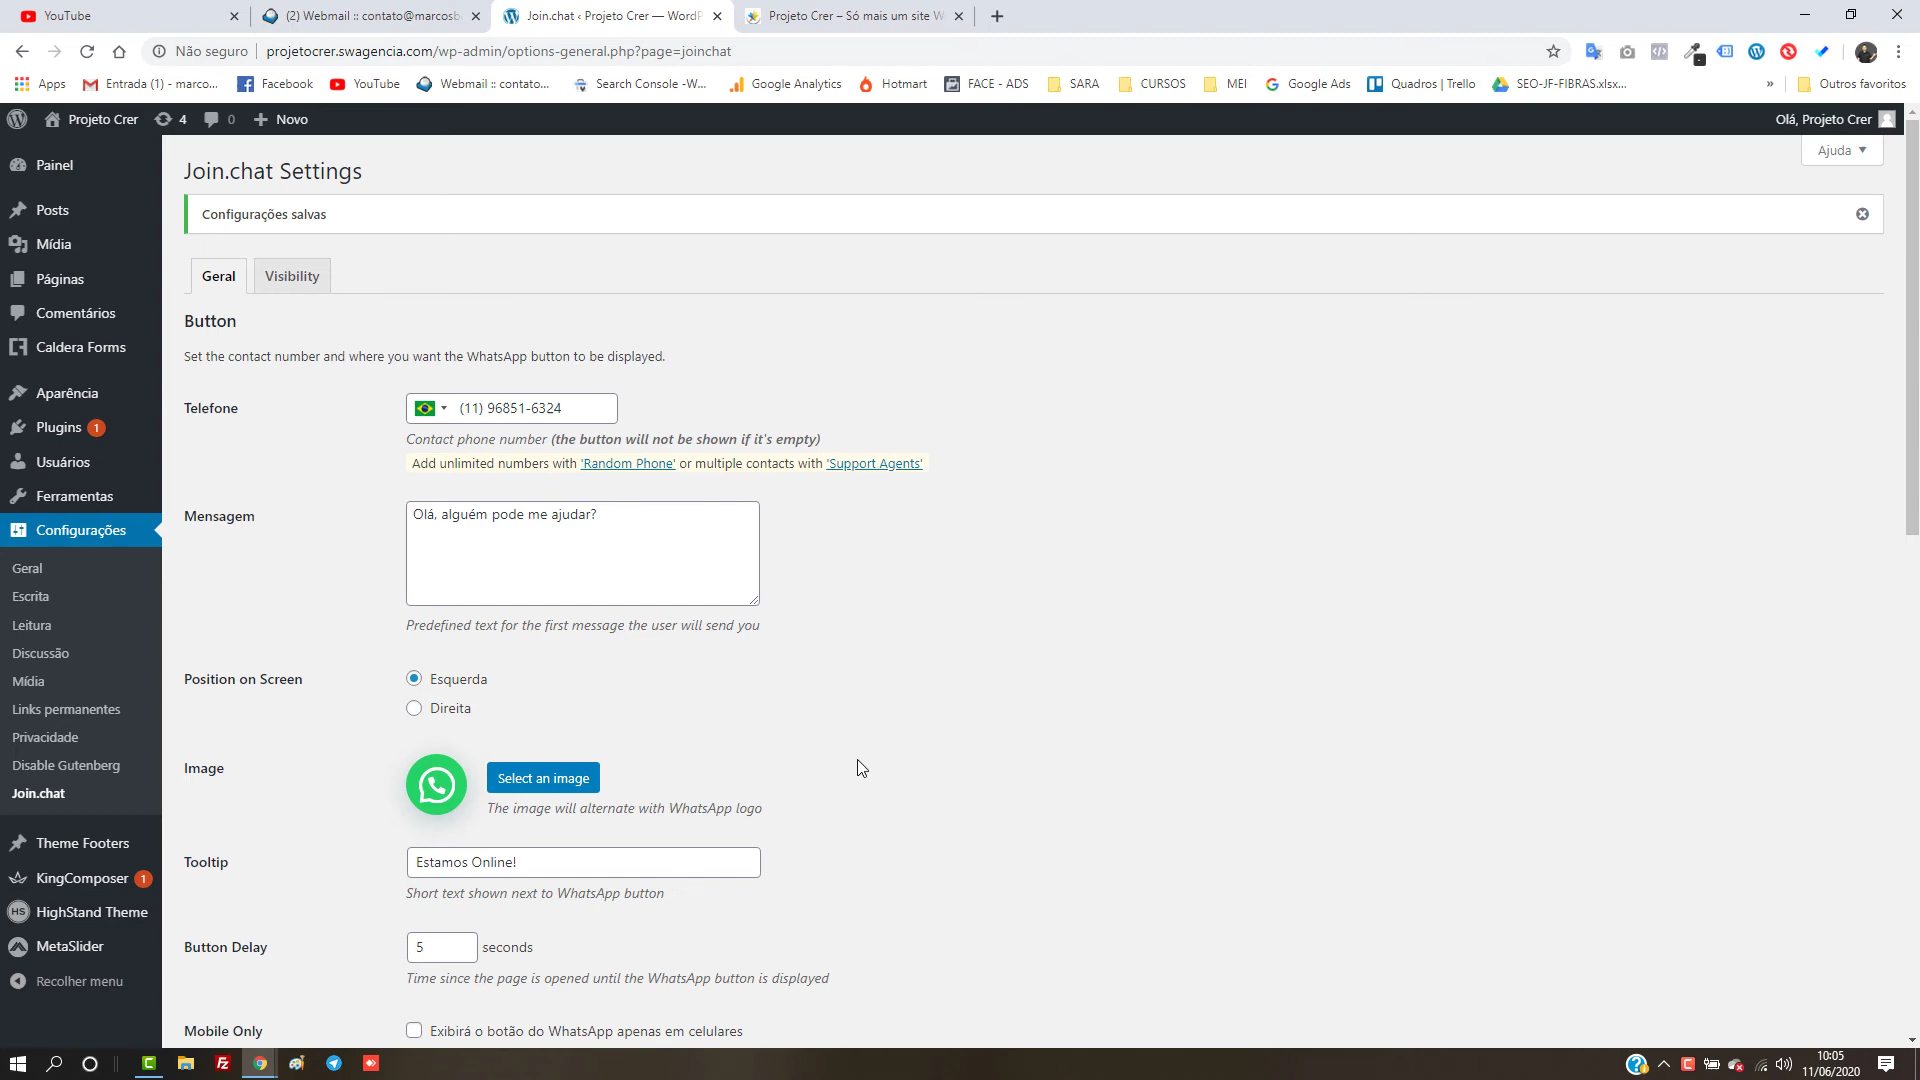 YouTube
(2) Webmail :: contato@marcosb
Join.chat ‹ Projeto Crer — WordP
Projeto Crer – Só mais um site W
Não seguro
projetocrer.swagencia.com/wp-admin/options-general.php?page=joinchat
Apps
Entrada (1) - marco...
Facebook
YouTube
Webmail :: contato...
Search Console -W...
Google Analytics
Hotmart
FACE - ADS
SARA
CURSOS
MEI
Google Ads
Quadros | Trello
SEO-JF-FIBRAS.xlsx...
»
Outros favoritos
Projeto Crer
4
0
Novo
Olá, Projeto Crer
Painel
Posts
Mídia
Páginas
Comentários
Caldera Forms
Aparência
Plugins 1
Usuários
Ferramentas
Configurações
Geral
Escrita
Leitura
Discussão
Mídia
Links permanentes
Privacidade
Disable Gutenberg
Join.chat
Theme Footers
KingComposer 1
HS HighStand Theme
MetaSlider
Recolher menu
Ajuda
Join.chat Settings
Configurações salvas
Geral
Visibility
Button
Set the contact number and where you want the WhatsApp button to be displayed.
Telefone
(11) 96851-6324
Contact phone number (the button will not be shown if it's empty)
Add unlimited numbers with 'Random Phone' or multiple contacts with 'Support Agents'
Mensagem
Olá, alguém pode me ajudar?
Predefined text for the first message the user will send you
Position on Screen
Esquerda
Direita
Image
Select an image
The image will alternate with WhatsApp logo
Tooltip
Estamos Online!
Short text shown next to WhatsApp button
Button Delay
5 seconds
Time since the page is opened until the WhatsApp button is displayed
Mobile Only
Exibirá o botão do WhatsApp apenas em celulares
10:05
11/06/2020